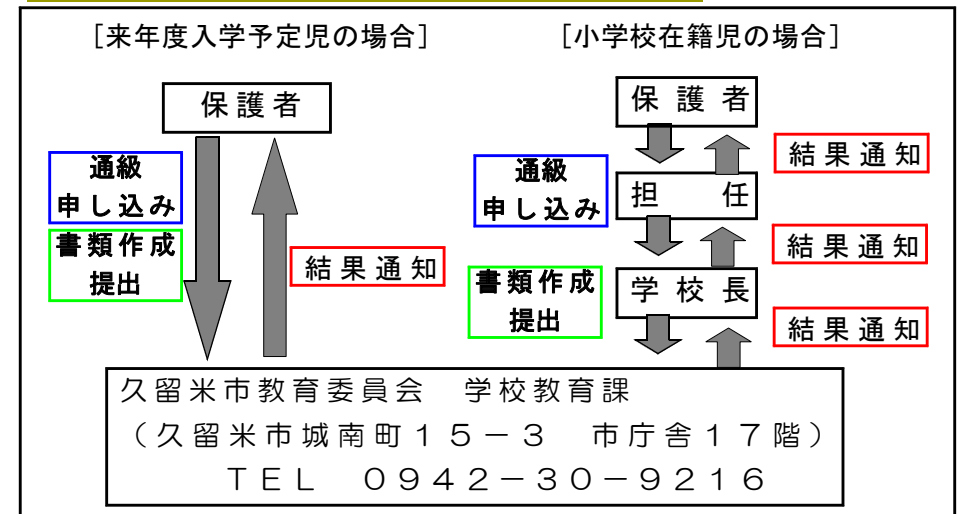 ［来年度入学予定児の場合］
保護者
通級
申し込み
書類作成
提出
結果通知
［小学校在籍児の場合］
保護者
結果通知
通級
申し込み
担任
結果通知
書類作成
提出
学校長
結果通知
久留米市教育委員会　学校教育課
（久留米市城南町１５－３　市庁舎１７階）
ＴＥＬ　０９４２－３０－９２１６